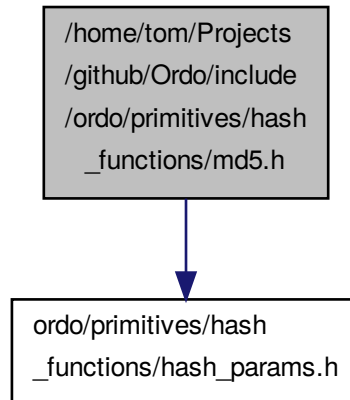 /home/tom/Projects
/github/Ordo/include
/ordo/primitives/hash
_functions/md5.h
ordo/primitives/hash
_functions/hash_params.h